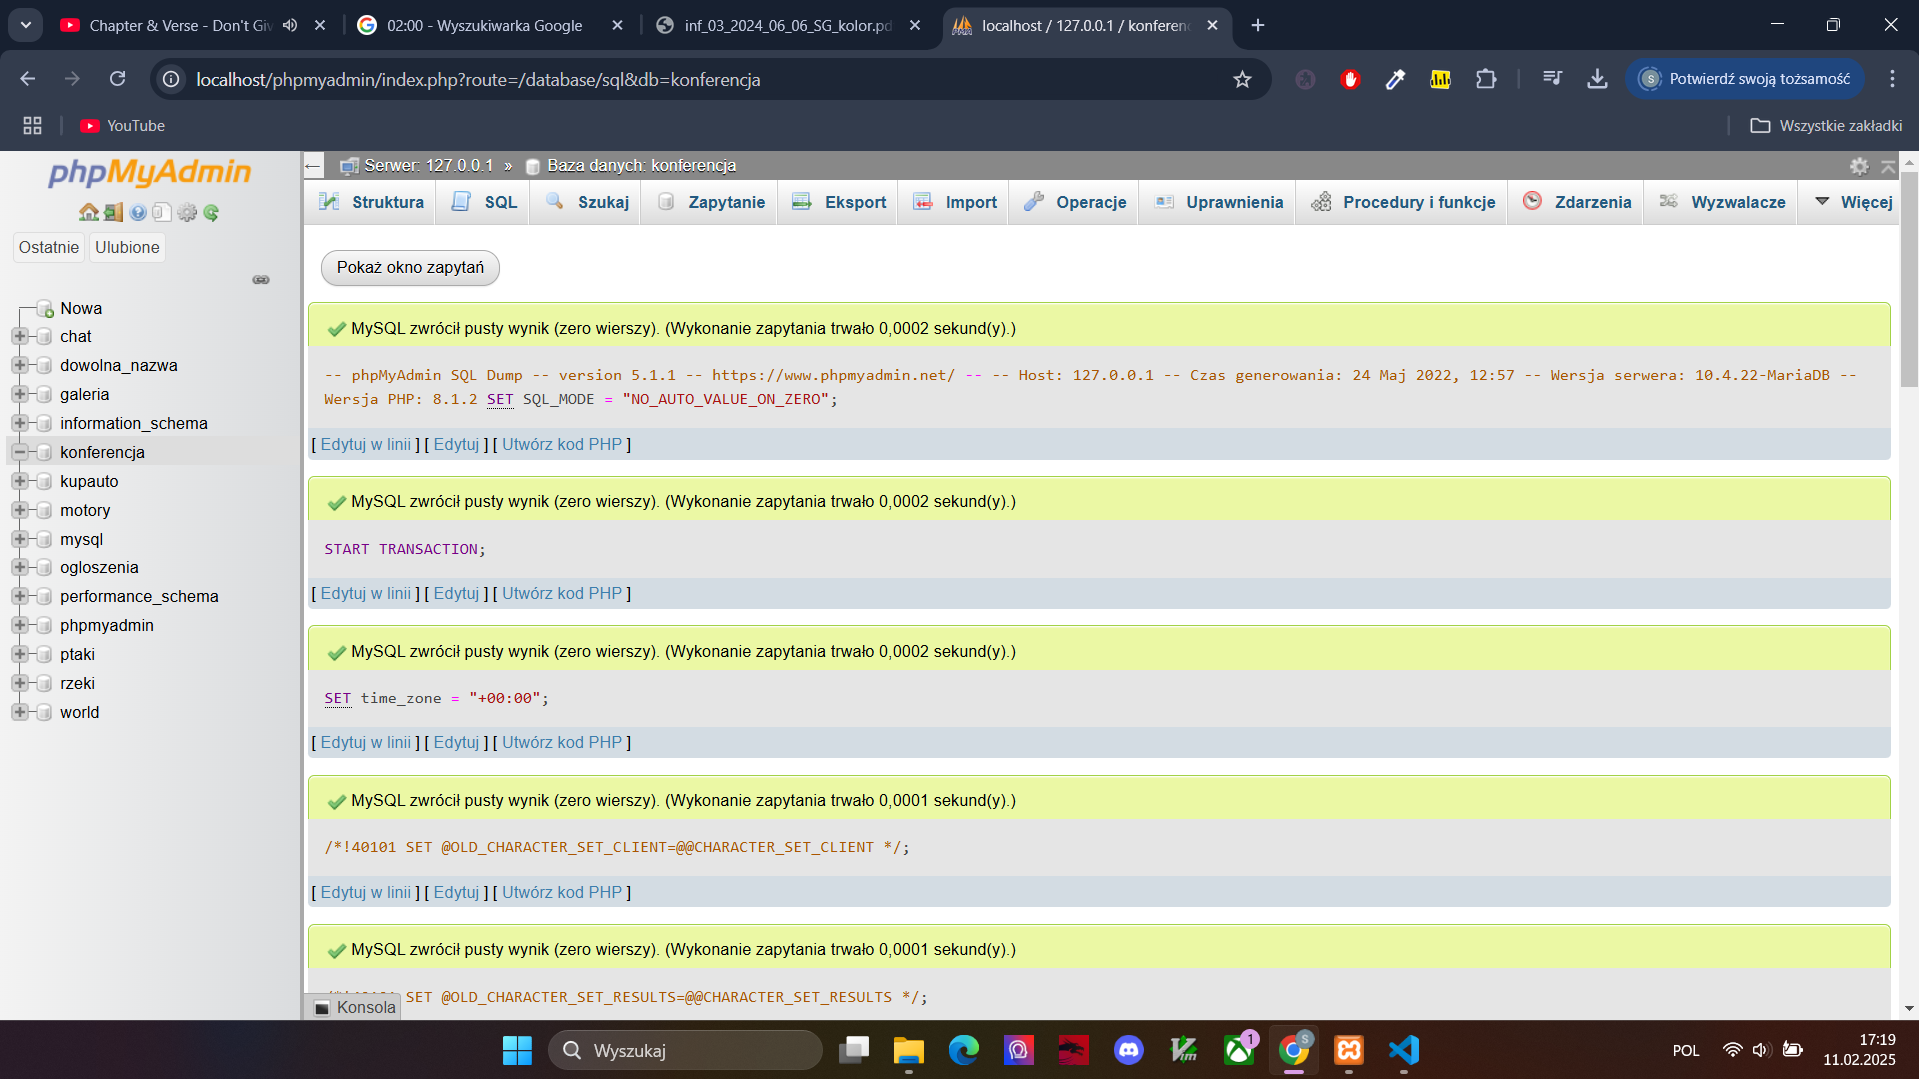 Chapter & Verse - Don't Giv
02:00 - Wyszukiwarka Google
inf_03_2024_06_06_SG_kolor.pd
localhost / 127.0.0.1 / konferenc
localhost/phpmyadmin/index.php?route=/database/sql&db=konferencja
S
Potwierdź swoją tożsamość
YouTube
Wszystkie zakładki
phpMyAdmin
Ostatnie
Ulubione
Nowa
chat
dowolna_nazwa
galeria
information_schema
konferencja
kupauto
motory
mysql
ogloszenia
performance_schema
phpmyadmin
ptaki
rzeki
world
Serwer: 127.0.0.1 » Baza danych: konferencja
Struktura
SQL
Szukaj
Zapytanie
Eksport
Import
Operacje
Uprawnienia
Procedury i funkcje
Zdarzenia
Wyzwalacze
Więcej
Pokaż okno zapytań
MySQL zwrócił pusty wynik (zero wierszy). (Wykonanie zapytania trwało 0,0002 sekund(y).)
-- phpMyAdmin SQL Dump -- version 5.1.1 -- https://www.phpmyadmin.net/ -- -- Host: 127.0.0.1 -- Czas generowania: 24 Maj 2022, 12:57 -- Wersja serwera: 10.4.22-MariaDB --
Wersja PHP: 8.1.2 SET SQL_MODE = "NO_AUTO_VALUE_ON_ZERO";
[ Edytuj w linii ] [ Edytuj ] [ Utwórz kod PHP ]
MySQL zwrócił pusty wynik (zero wierszy). (Wykonanie zapytania trwało 0,0002 sekund(y).)
START TRANSACTION;
[ Edytuj w linii ] [ Edytuj ] [ Utwórz kod PHP ]
MySQL zwrócił pusty wynik (zero wierszy). (Wykonanie zapytania trwało 0,0002 sekund(y).)
SET time_zone = "+00:00";
[ Edytuj w linii ] [ Edytuj ] [ Utwórz kod PHP ]
MySQL zwrócił pusty wynik (zero wierszy). (Wykonanie zapytania trwało 0,0001 sekund(y).)
/*!40101 SET @OLD_CHARACTER_SET_CLIENT=@@CHARACTER_SET_CLIENT */;
[ Edytuj w linii ] [ Edytuj ] [ Utwórz kod PHP ]
MySQL zwrócił pusty wynik (zero wierszy). (Wykonanie zapytania trwało 0,0001 sekund(y).)
SET @OLD_CHARACTER_SET_RESULTS=@@CHARACTER_SET_RESULTS */;
Konsola
Wyszukaj
1
S
POL
17:19
11.02.2025